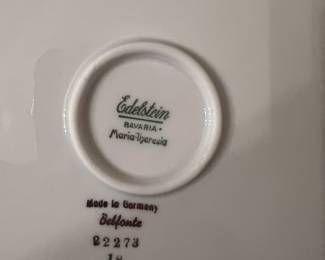 Edelstein
BAVARIA
Maria-Theresia
Made in Germany
Belfonte
22273